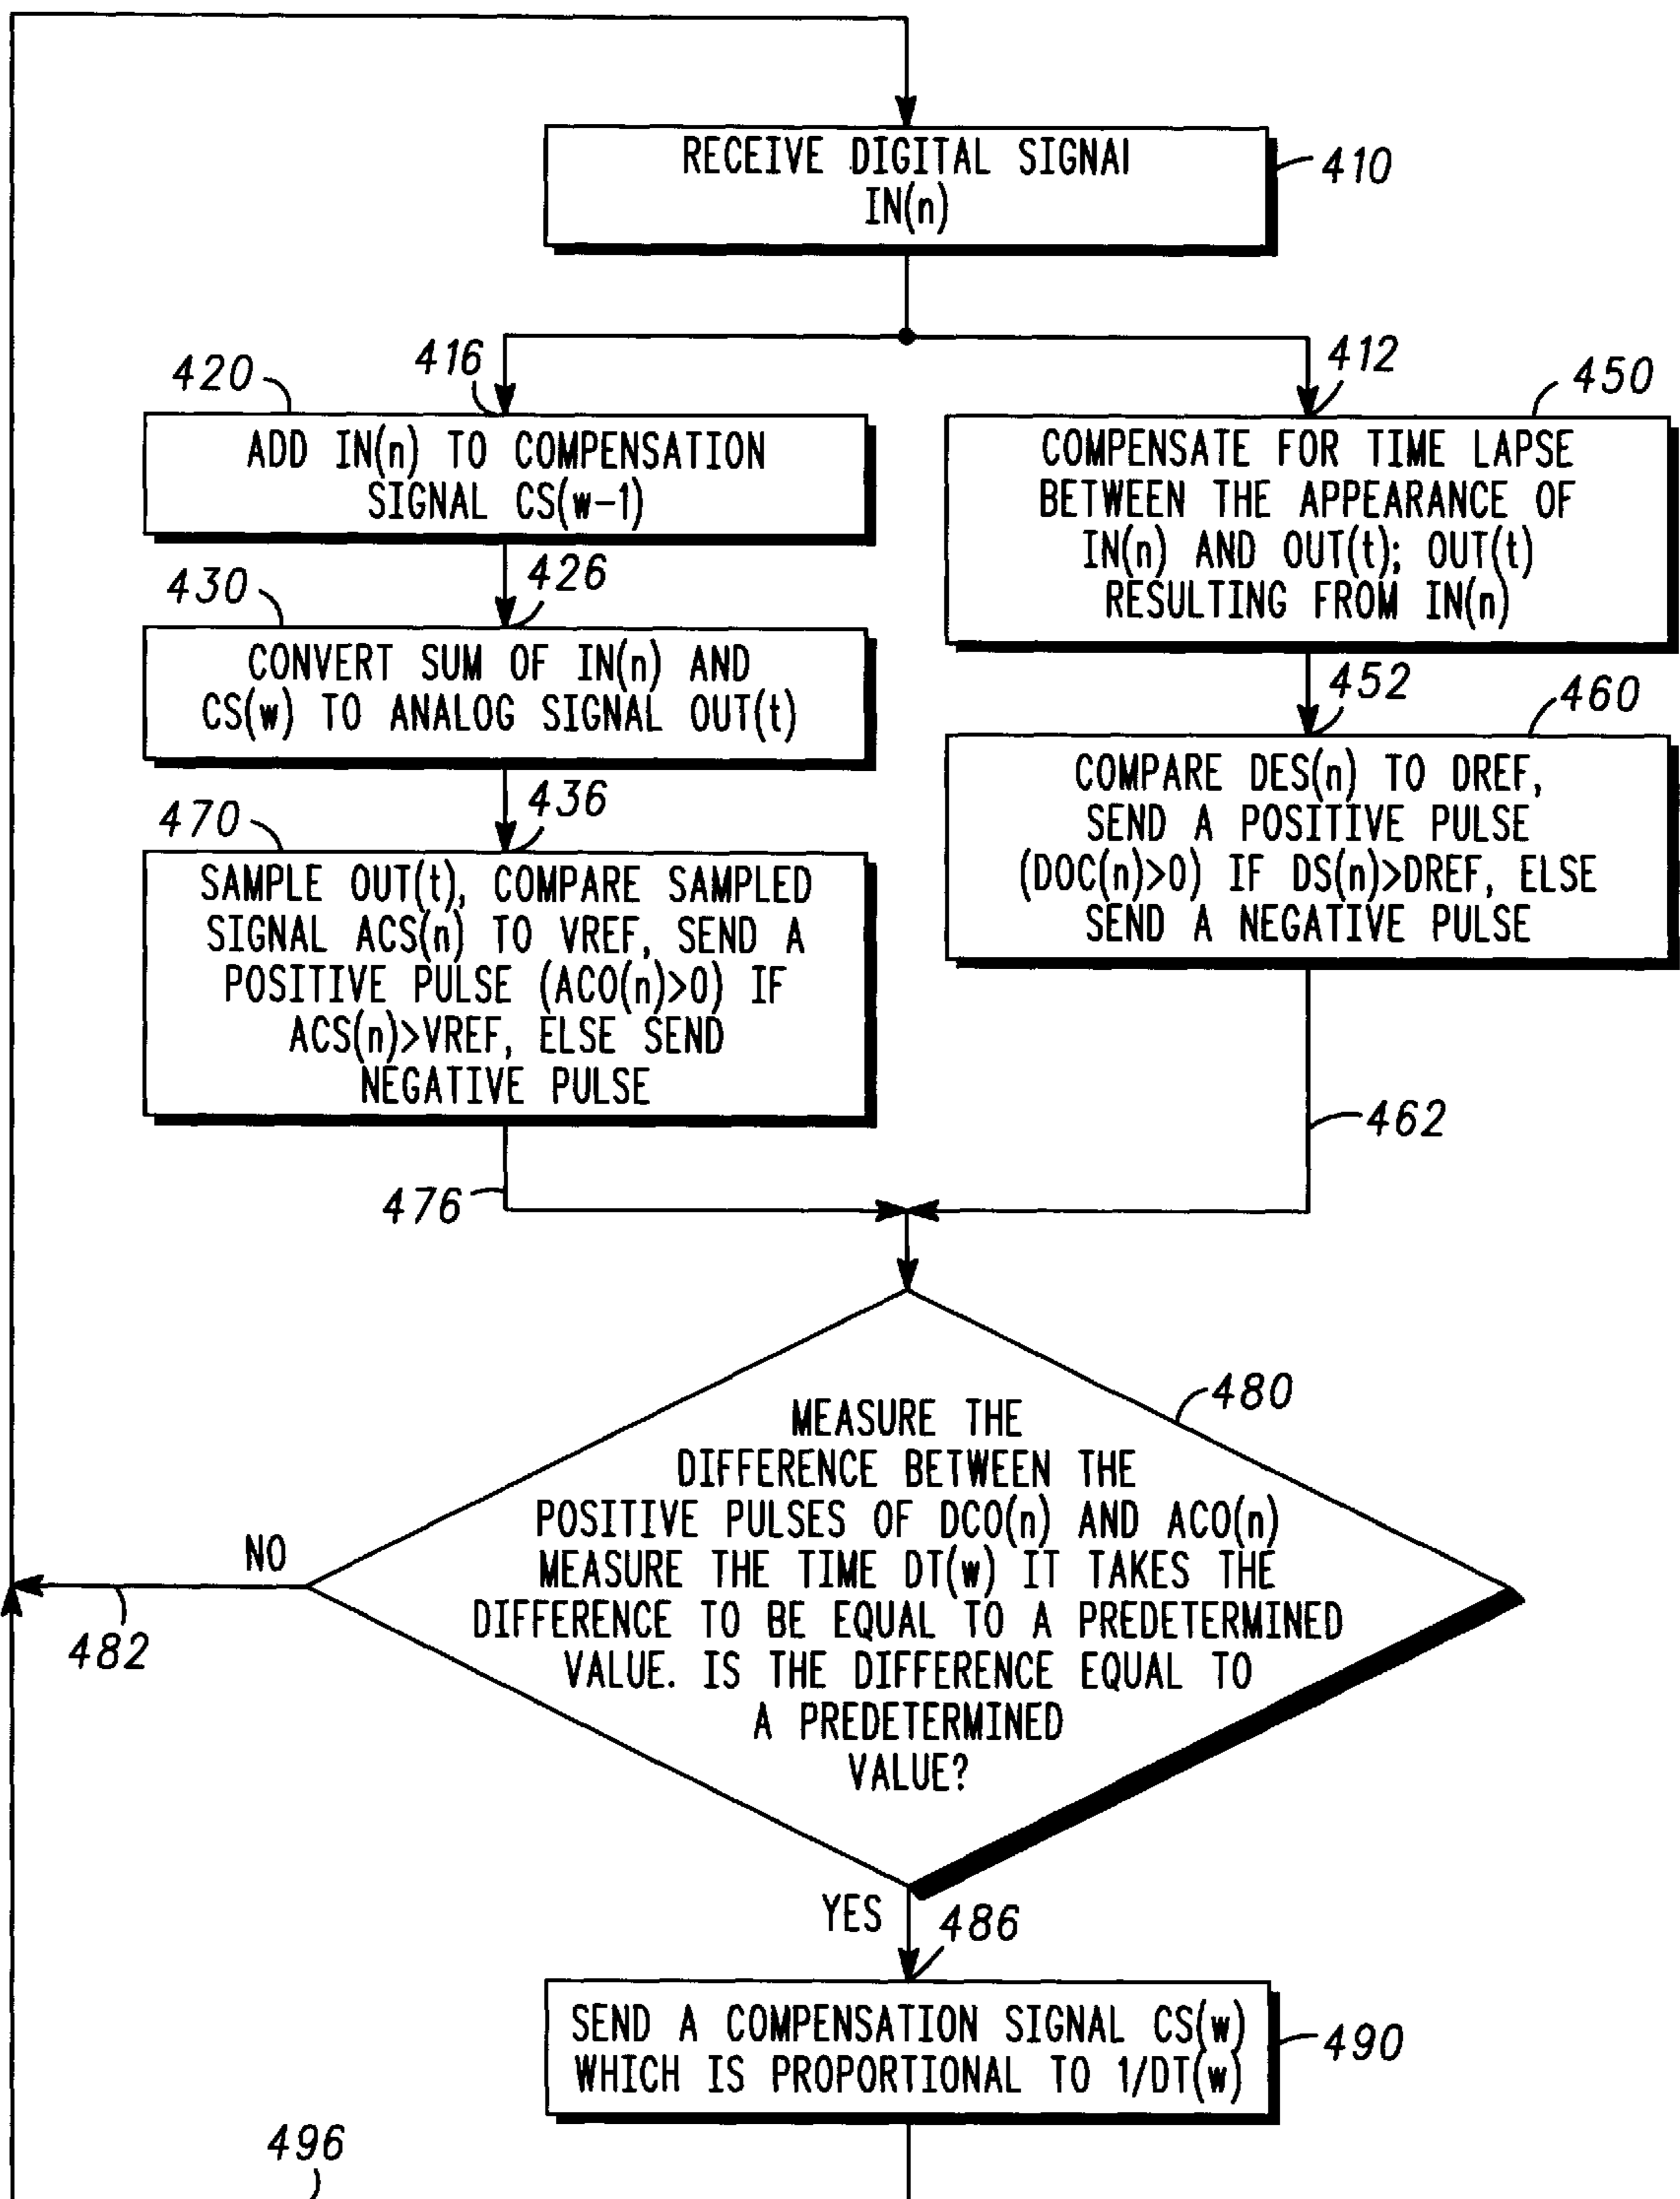 RECEIVE DIGITAL SIGNAl
IN(n)
410
416
412
420
450
ADD IN(n) TO COMPENSATION
SIGNAL CS(w-1)
COMPENSATE FOR TIME LAPSE
BETWEEN THE APPEARANCE OF
IN(n) AND OUT(t); OUT(t)
RESULTING FROM IN(n)
426
430
CONVERT SUM OF IN(n) AND
CS(w) TO ANALOG SIGNAL OUT(t)
452
460
COMPARE DES(n) TO DREF,
SEND A POSITIVE PULSE
(DOC(n)>0) IF DS(n)>DREF, ELSE
SEND A NEGATIVE PULSE
436
470
SAMPLE OUT(t), COMPARE SAMPLED
SIGNAL ACS(n) TO VREF, SEND A
POSITIVE PULSE (ACO(n)>0) IF
ACS(n)>VREF, ELSE SEND
NEGATIVE PULSE
462
476
480
MEASURE THE
DIFFERENCE BETWEEN THE
POSITIVE PULSES OF DCO(n) AND ACO(n)
MEASURE THE TIME DT(w) IT TAKES THE
DIFFERENCE TO BE EQUAL TO A PREDETERMINED
VALUE. IS THE DIFFERENCE EQUAL TO
A PREDETERMINED
VALUE?
NO
482
YES
486
SEND A COMPENSATION SIGNAL CS(w)
WHICH IS PROPORTIONAL TO 1/DT(w)
490
496